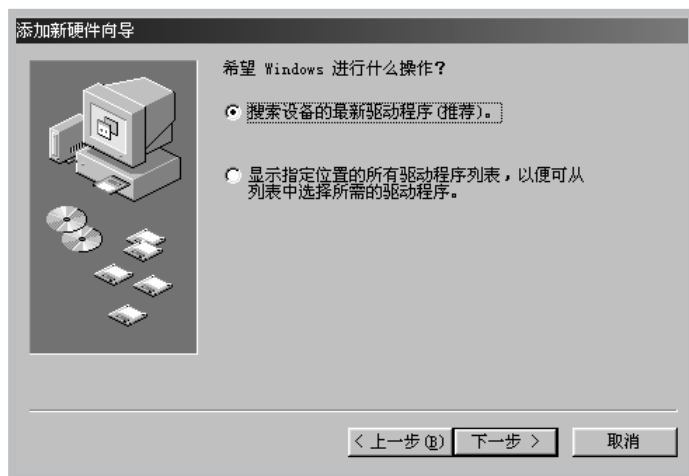 添加新硬件向导
希望 Windows 进行什么操作?
搜索设备的最新驱动程序(推荐)。
显示指定位置的所有驱动程序列表，以便可从
列表中选择所需的驱动程序。
< 上一步(B) 下一步 > 取消